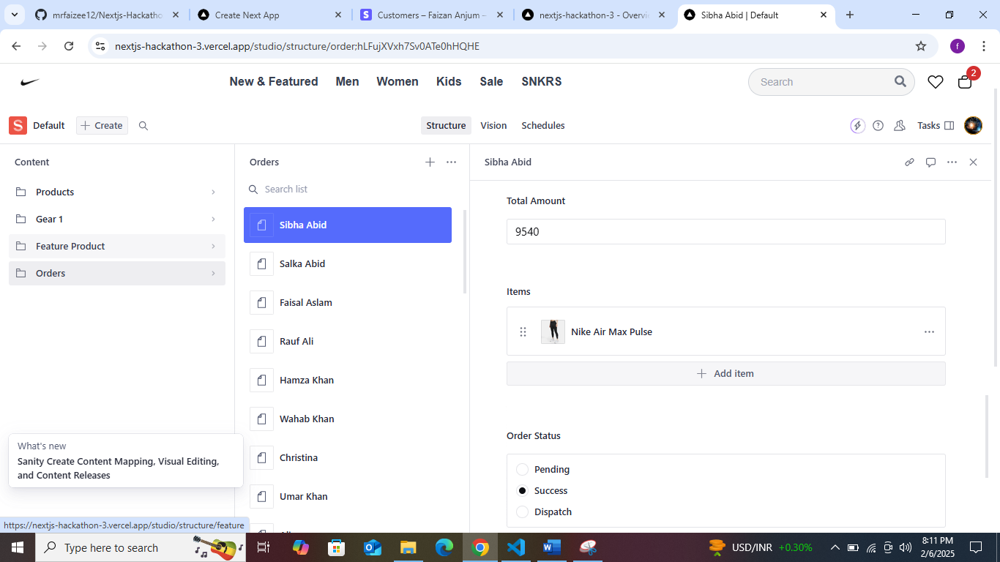 mrfaizee12/Nextjs-Hackatho
Create Next App
Customers – Faizan Anjum –
nextjs-hackathon-3 - Overvi
Sibha Abid | Default
nextjs-hackathon-3.vercel.app/studio/structure/order;hLFujXVxh7Sv0ATe0hHQHE
f
New & Featured Men Women Kids Sale SNKRS
Search
2
S Default
Create
Structure Vision Schedules
Tasks
Content
Products
Gear 1
Feature Product
Orders
Orders
Search list
Sibha Abid
Salka Abid
Faisal Aslam
Rauf Ali
Hamza Khan
Wahab Khan
Christina
Umar Khan
Sibha Abid
Total Amount
9540
Items
Nike Air Max Pulse
Add item
Order Status
Pending
Success
Dispatch
What's new
Sanity Create Content Mapping, Visual Editing,
and Content Releases
https://nextjs-hackathon-3.vercel.app/studio/structure/feature
Type here to search
USD/INR +0.30%
8:11 PM
2/6/2025